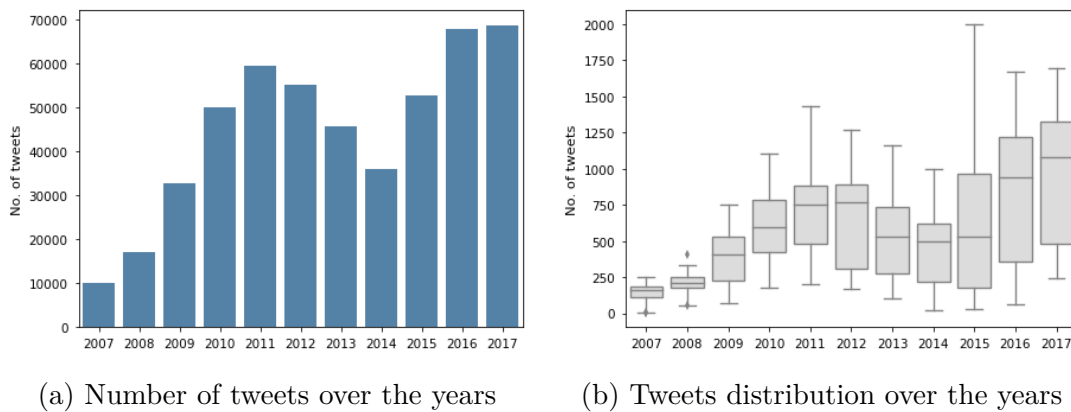 70000
60000
50000
40000
30000
20000
10000
0
No. of tweets
2007 2008 2009 2010 2011 2012 2013 2014 2015 2016 2017
2000
1750
1500
1250
1000
750
500
250
0
No. of tweets
2007 2008 2009 2010 2011 2012 2013 2014 2015 2016 2017
(a) Number of tweets over the years
(b) Tweets distribution over the years